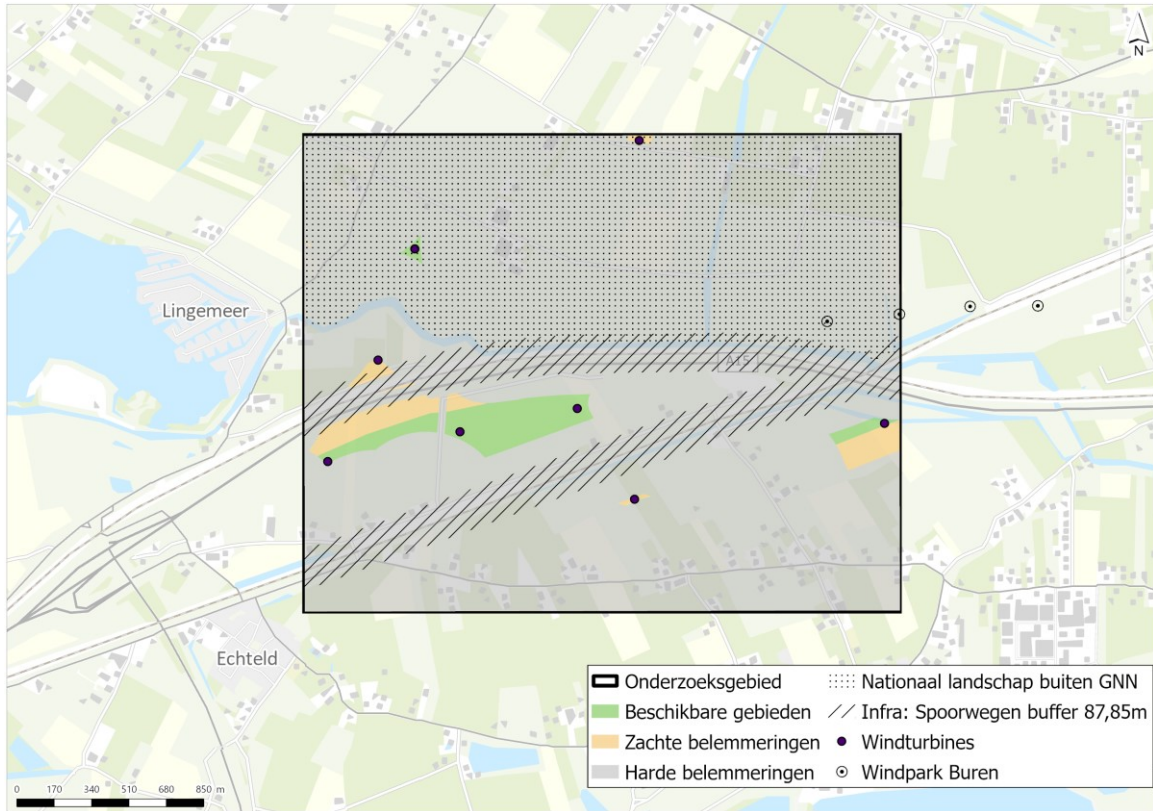 N
Lingemeer
A15
Echteld
Onderzoeksgebied
Nationaal landschap buiten GNN
Beschikbare gebieden
Infra: Spoorwegen buffer 87,85m
Zachte belemmeringen
Windturbines
Harde belemmeringen
Windpark Buren
0 170 340 510 680 850 m